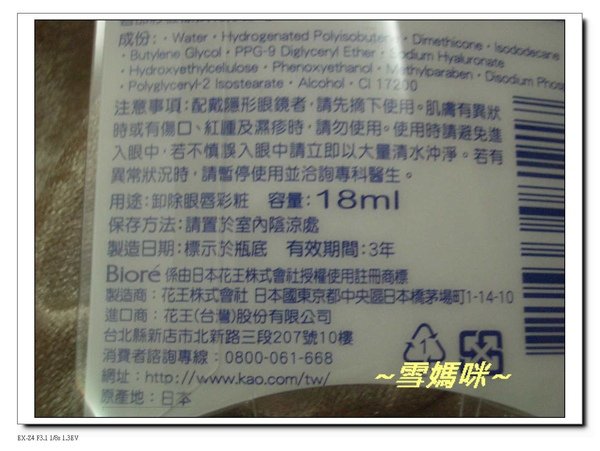 成份:・Water・Hydrogenated Polyisobutene・Dimethicone・Isododecane
・Butylene Glycol・PPG-9 Diglyceryl Ether・Sodium Hyaluronate
・Hydroxyethylcellulose・Phenoxyethanol・Methylparaben・Disodium
・Polyglyceryl-2 Isostearate・Alcohol・CI 17200
注意事項:配戴隱形眼鏡者,請先摘下使用。肌膚有異狀
時或有傷口、紅腫及濕疹時,請勿使用。使用時請避免進
入眼中,若不慎誤入眼中請立即以大量清水沖淨。若有
異常狀況時,請暫停使用並洽詢專科醫生。
用途:卸除眼唇彩粧 容量:18ml
保存方法:請置於室內陰涼處
製造日期:標示於瓶底 有效期間:3年
Bioré 係由日本花王株式會社授權使用註冊商標
製造商:花王株式會社 日本國東京都中央區日本橋茅場町1-14-10
進口商:花王(台灣)股份有限公司
台北縣新店市北新路三段207號10樓
消費者諮詢專線:0800-061-668
網址:http://www.kao.com/tw/
原產地:日本
~雪媽咪~
EX-Z4 F3.1 1/8s 1.3EV